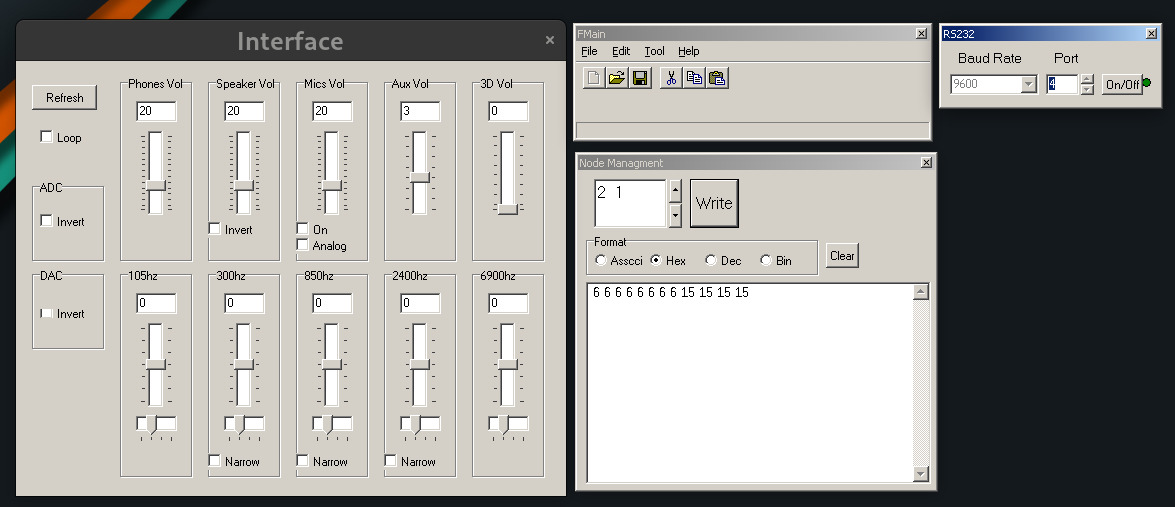 Interface
Refresh
Loop
ADC
Invert
DAC
Invert
Phones Vol
20
Speaker Vol
20
Invert
Mics Vol
20
On
Analog
Aux Vol
3
3D Vol
0
105hz
0
300hz
0
Narrow
850hz
0
Narrow
2400hz
0
Narrow
6900hz
0
FMain
File Edit Tool Help
Node Managment
2 1
Write
Format
Asscci Hex Dec Bin
Clear
6 6 6 6 6 6 6 6 15 15 15 15
RS232
Baud Rate Port
9600 4 On/Off